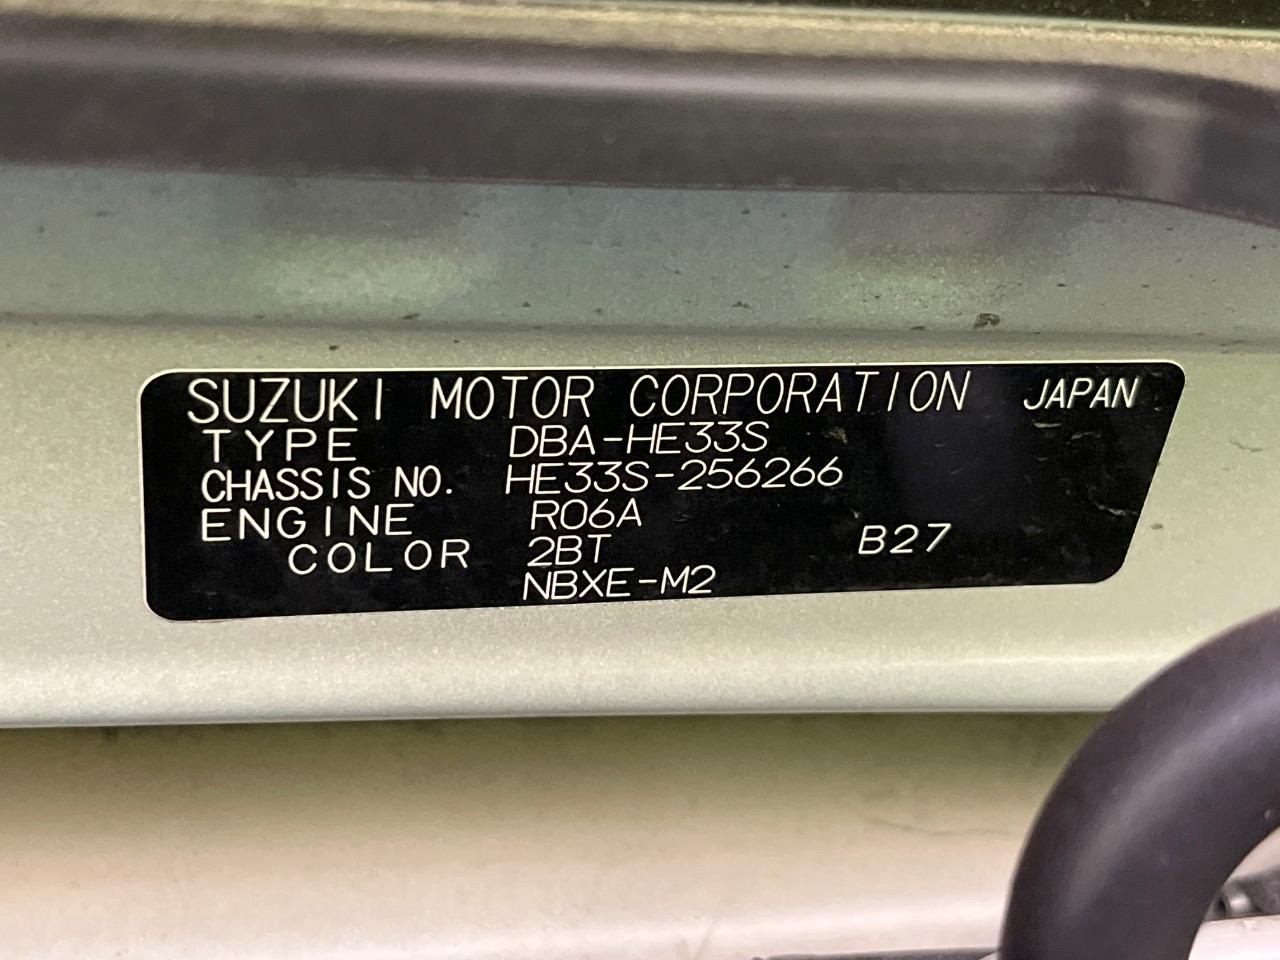 SUZUKI MOTOR CORPORATION JAPAN
TYPE DBA-HE33S
CHASSIS NO. HE33S-256266
ENGINE R06A
COLOR 2BT B27
NBXE-M2